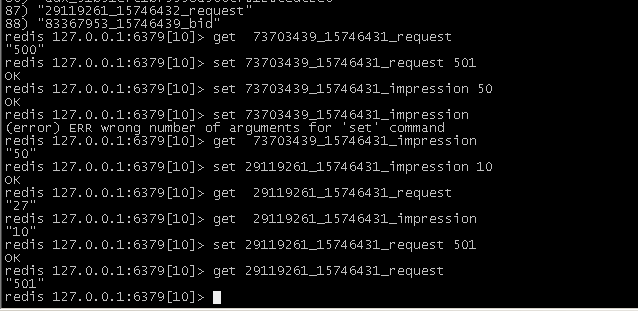 87) "29119261_15746432_request"
88) "83367953_15746439_bid"
redis 127.0.0.1:6379[10]> get  73703439_15746431_request
"500"
redis 127.0.0.1:6379[10]> set 73703439_15746431_request 501
OK
redis 127.0.0.1:6379[10]> set 73703439_15746431_impression 50
OK
redis 127.0.0.1:6379[10]> set 73703439_15746431_impression
(error) ERR wrong number of arguments for 'set' command
redis 127.0.0.1:6379[10]> get  73703439_15746431_impression
"50"
redis 127.0.0.1:6379[10]> set 29119261_15746431_impression 10
OK
redis 127.0.0.1:6379[10]> get  29119261_15746431_request
"27"
redis 127.0.0.1:6379[10]> get  29119261_15746431_impression
"10"
redis 127.0.0.1:6379[10]> set 29119261_15746431_request 501
OK
redis 127.0.0.1:6379[10]> get 29119261_15746431_request
"501"
redis 127.0.0.1:6379[10]>